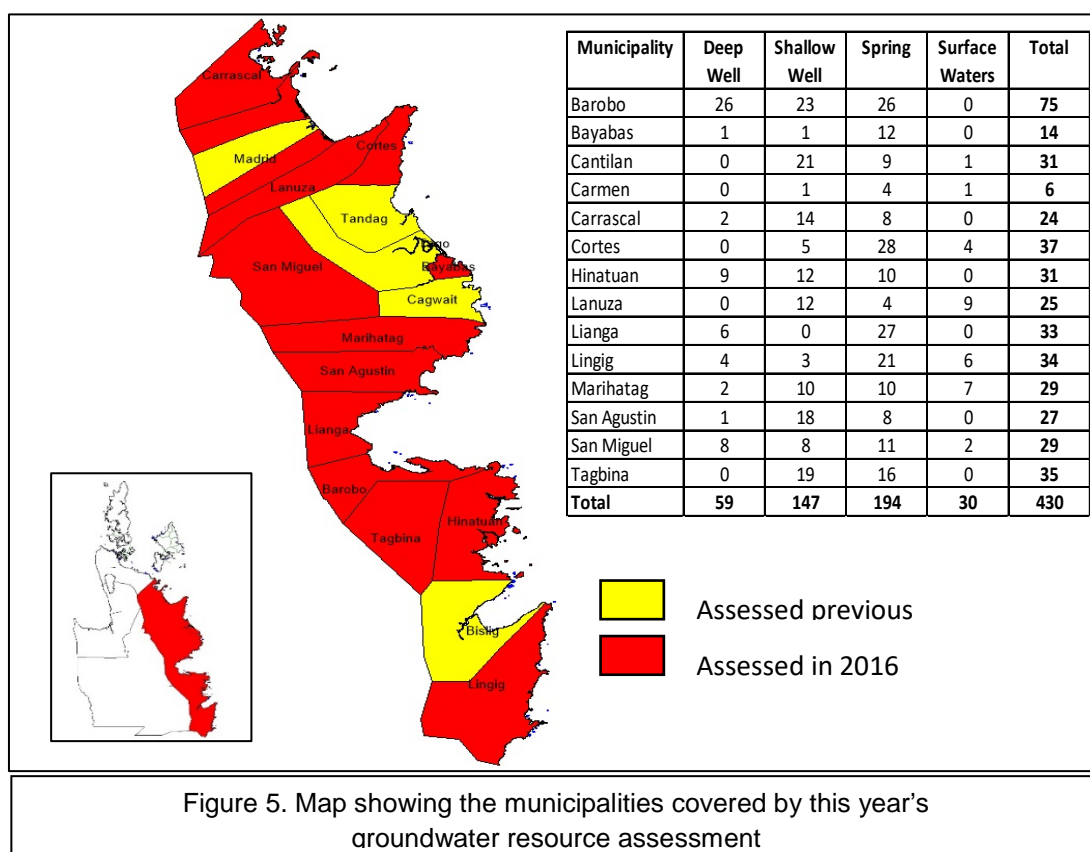 Carrascal
Madrid
Cortes
Lanuza
Tandag
San Miguel
Bayabas
Cagwait
Marihatag
San Agustin
Lianga
Barobo
Tagbina
Hinatuan
Bislig
Lingig
Municipality Deep Well Shallow Well Spring Surface Waters Total
Barobo 26 23 26 0 75
Bayabas 1 1 12 0 14
Cantilan 0 21 9 1 31
Carmen 0 1 4 1 6
Carrascal 2 14 8 0 24
Cortes 0 5 28 4 37
Hinatuan 9 12 10 0 31
Lanuza 0 12 4 9 25
Lianga 6 0 27 0 33
Lingig 4 3 21 6 34
Marihatag 2 10 10 7 29
San Agustin 1 18 8 0 27
San Miguel 8 8 11 2 29
Tagbina 0 19 16 0 35
Total 59 147 194 30 430
Assessed previous
Assessed in 2016
Figure 5. Map showing the municipalities covered by this year's
groundwater resource assessment